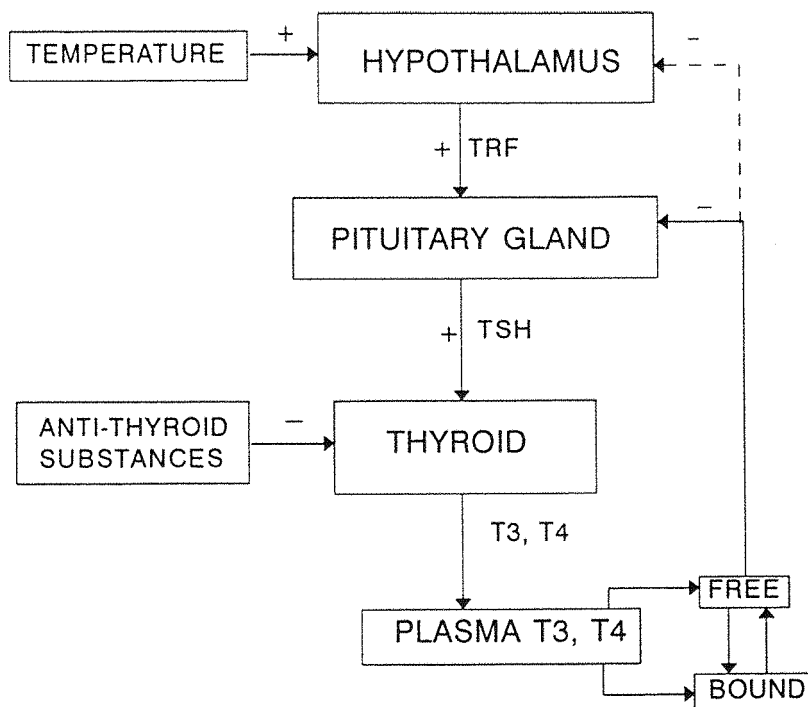 TEMPERATURE
+
HYPOTHALAMUS
-
+ TRF
-
PITUITARY GLAND
+ TSH
ANTI-THYROID
SUBSTANCES
-
THYROID
T3, T4
FREE
PLASMA T3, T4
BOUND